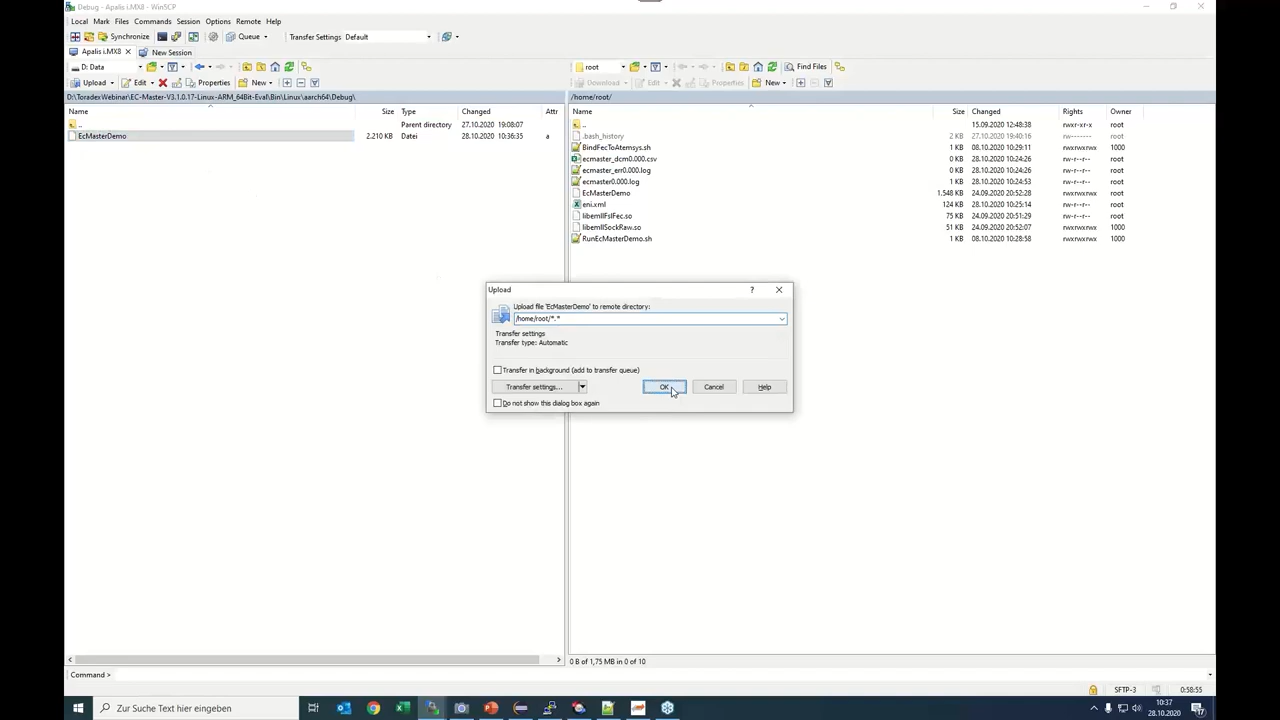 Debug - Apalis i.MX8 - WinSCP
Local Mark Files Commands Session Options Remote Help
Synchronize Queue Transfer Settings Default
Apalis i.MX8 New Session
D: Data
Upload Edit Properties New
D:\ToradexWebinar\EC-Master-V3.1.0.17-Linux-ARM_64Bit-Eval\Bin\Linux\aarch64\Debug\
Name Size Type Changed Attr
.. Parent directory 27.10.2020 19:08:07
EcMasterDemo 2.210 KB Datei 28.10.2020 10:36:35 a
root Find Files
Download Edit Properties New
/home/root/
Name Size Changed Rights Owner
.. 15.09.2020 12:48:38 rwxr-xr-x root
.bash_history 2 KB 27.10.2020 19:40:16 rw------- root
BindFecToAtemsys.sh 1 KB 08.10.2020 10:29:11 rwxrwxrwx 1000
ecmaster_dcm0.000.csv 0 KB 28.10.2020 10:24:26 rw-r--r-- root
ecmaster_err0.000.log 0 KB 28.10.2020 10:24:26 rw-r--r-- root
ecmaster0.000.log 1 KB 28.10.2020 10:24:53 rw-r--r-- root
EcMasterDemo 1.548 KB 24.09.2020 20:52:28 rwxrwxrwx root
eni.xml 124 KB 28.10.2020 10:25:14 rw-r--r-- root
libemllFslFec.so 75 KB 24.09.2020 20:51:29 rw-r--r-- root
libemllSockRaw.so 51 KB 24.09.2020 20:52:07 rwxrwxrwx 1000
RunEcMasterDemo.sh 1 KB 08.10.2020 10:28:58 rwxrwxrwx 1000
Upload ?
Upload file 'EcMasterDemo' to remote directory:
/home/root/*.*
Transfer settings
Transfer type: Automatic
Transfer in background (add to transfer queue)
Transfer settings... OK Cancel Help
Do not show this dialog box again
0 B of 1,75 MB in 0 of 10
Command >
SFTP-3 0:58:55
Zur Suche Text hier eingeben
10:37
28.10.2020